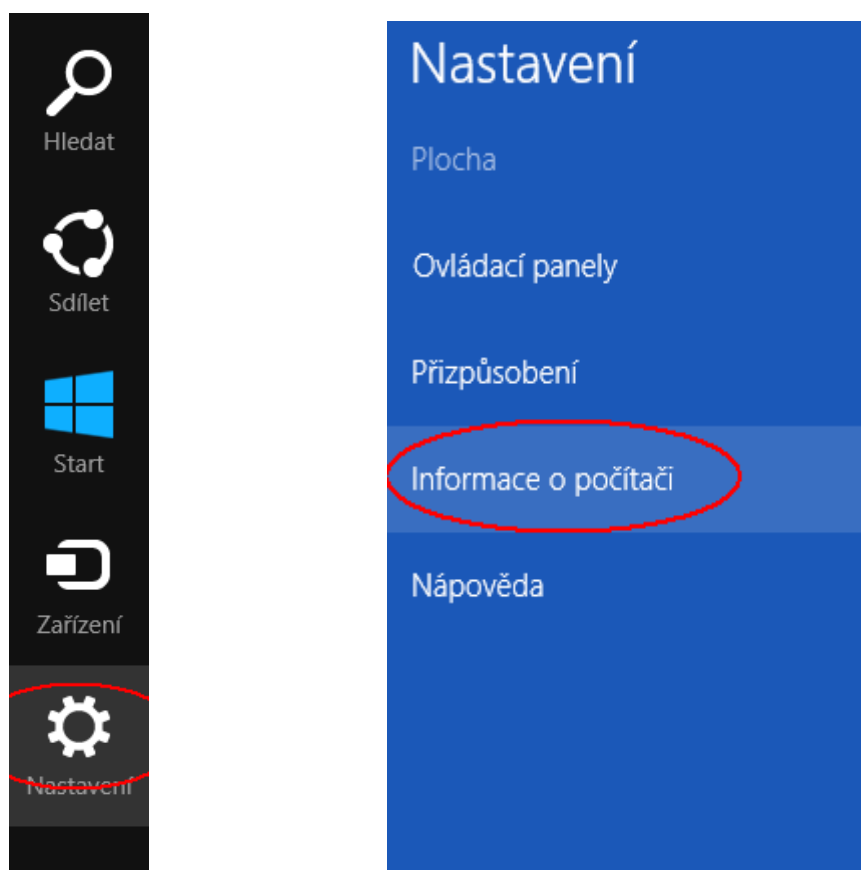 Hledat
Sdílet
Start
Zařízení
Nastavení
Nastavení
Plocha
Ovládací panely
Přizpůsobení
Informace o počítači
Nápověda